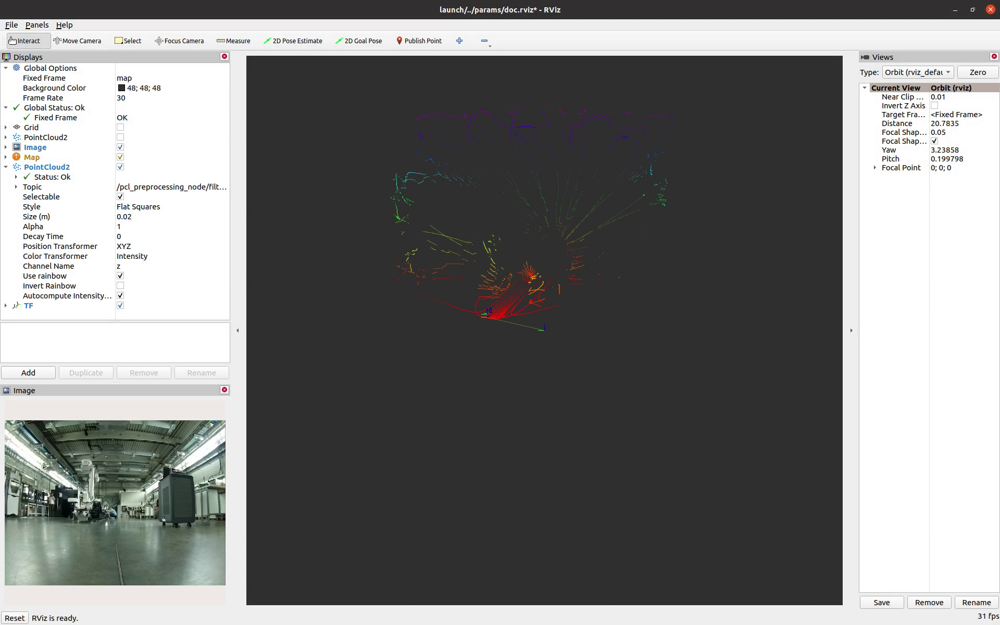 launch/../params/doc.rviz* - RViz
File Panels Help
Interact Move Camera Select Focus Camera Measure 2D Pose Estimate 2D Goal Pose Publish Point
Displays
Global Options
Fixed Frame map
Background Color 48; 48; 48
Frame Rate 30
Global Status: Ok
Fixed Frame OK
Grid
PointCloud2
Image
Map
PointCloud2
Status: Ok
Topic /pcl_preprocessing_node/filt...
Selectable
Style Flat Squares
Size (m) 0.02
Alpha 1
Decay Time 0
Position Transformer XYZ
Color Transformer Intensity
Channel Name z
Use rainbow
Invert Rainbow
Autocompute Intensity...
TF
Add Duplicate Remove Rename
Image
Views
Type: Orbit (rviz_defau Zero
Current View Orbit (rviz)
Near Clip ... 0.01
Invert Z Axis
Target Fra... <Fixed Frame>
Distance 20.7835
Focal Shap... 0.05
Focal Shap...
Yaw 3.23858
Pitch 0.199798
Focal Point 0; 0; 0
Save Remove Rename
Reset RViz is ready.
31 fps